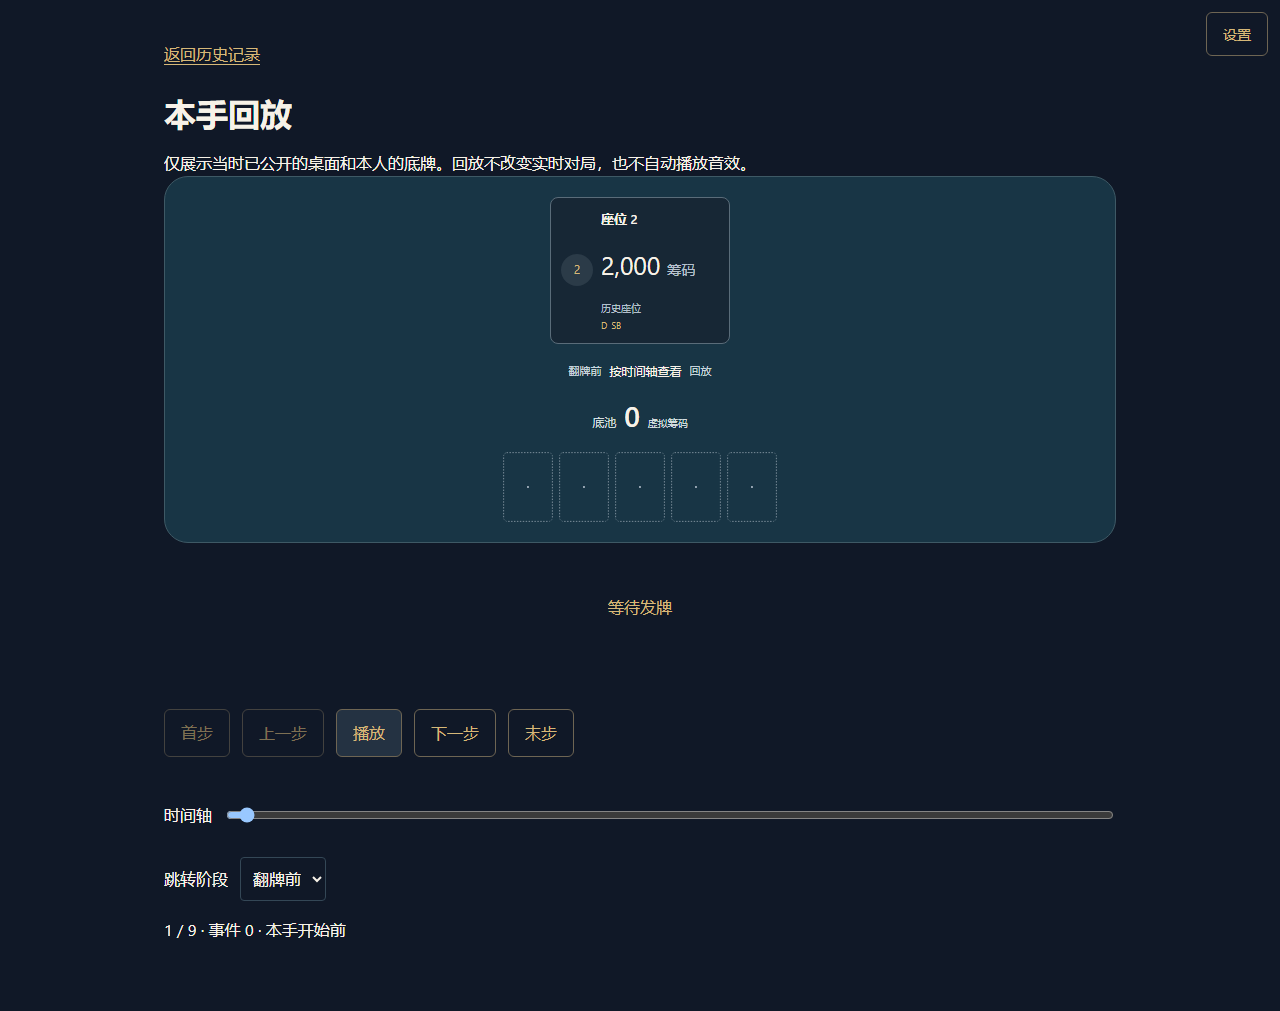 设置
返回历史记录
本手回放
仅展示当时已公开的桌面和本人的底牌。回放不改变实时对局，也不自动播放音效。
座位 2
2
2,000 筹码
历史座位
D SB
翻牌前 按时间轴查看 回放
底池 0 虚拟筹码
· · · · ·
等待发牌
首步 上一步 播放 下一步 末步
时间轴
跳转阶段 翻牌前
1 / 9 · 事件 0 · 本手开始前